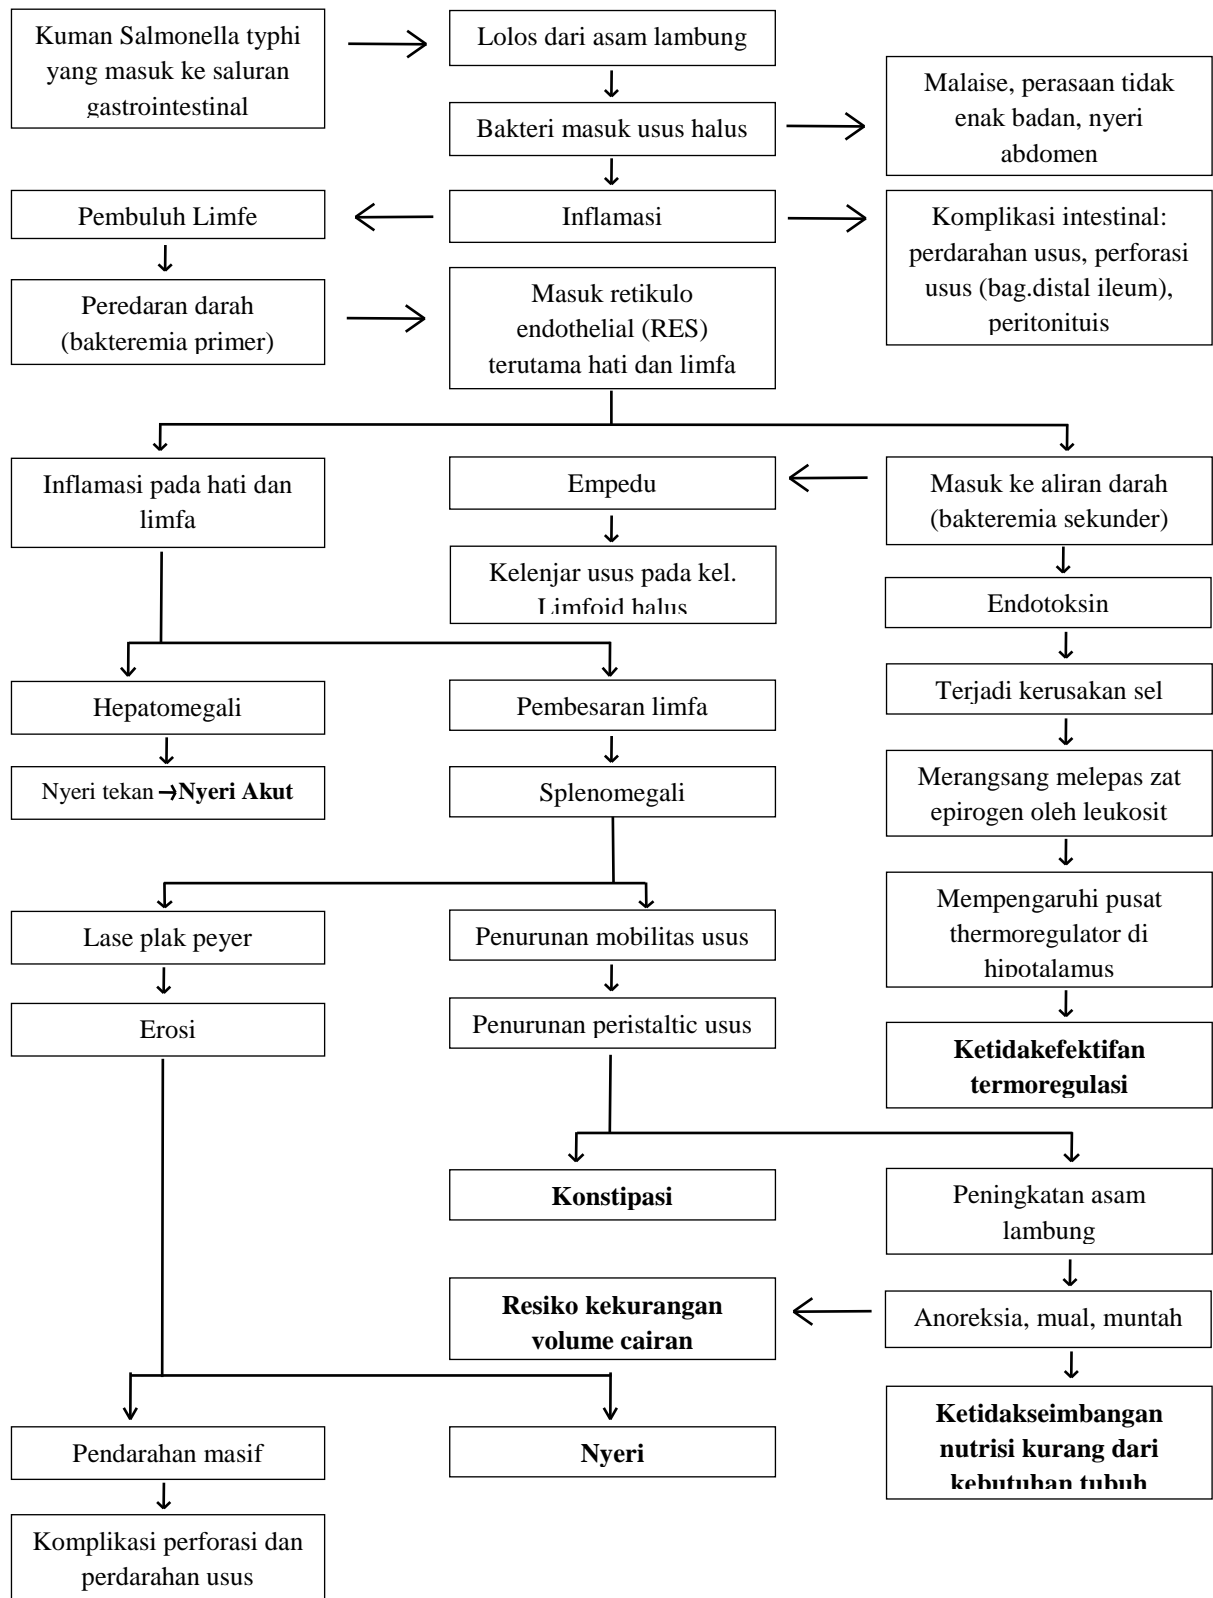 Kuman Salmonella typhi
yang masuk ke saluran
gastrointestinal
Lolos dari asam lambung
Bakteri masuk usus halus
Malaise, perasaan tidak
enak badan, nyeri
abdomen
Pembuluh Limfe
Inflamasi
Komplikasi intestinal:
perdarahan usus, perforasi
usus (bag.distal ileum),
peritonituis
Peredaran darah
(bakteremia primer)
Masuk retikulo
endothelial (RES)
terutama hati dan limfa
Inflamasi pada hati dan
limfa
Empedu
Masuk ke aliran darah
(bakteremia sekunder)
Kelenjar usus pada kel.
Limfoid halus
Endotoksin
Terjadi kerusakan sel
Hepatomegali
Pembesaran limfa
Nyeri tekan →Nyeri Akut
Splenomegali
Merangsang melepas zat
epirogen oleh leukosit
Lase plak peyer
Penurunan mobilitas usus
Mempengaruhi pusat
thermoregulator di
hipotalamus
Erosi
Penurunan peristaltic usus
Ketidakefektifan
termoregulasi
Konstipasi
Peningkatan asam
lambung
Resiko kekurangan
volume cairan
Anoreksia, mual, muntah
Pendarahan masif
Nyeri
Ketidakseimbangan
nutrisi kurang dari
kebutuhan tubuh
Komplikasi perforasi dan
perdarahan usus